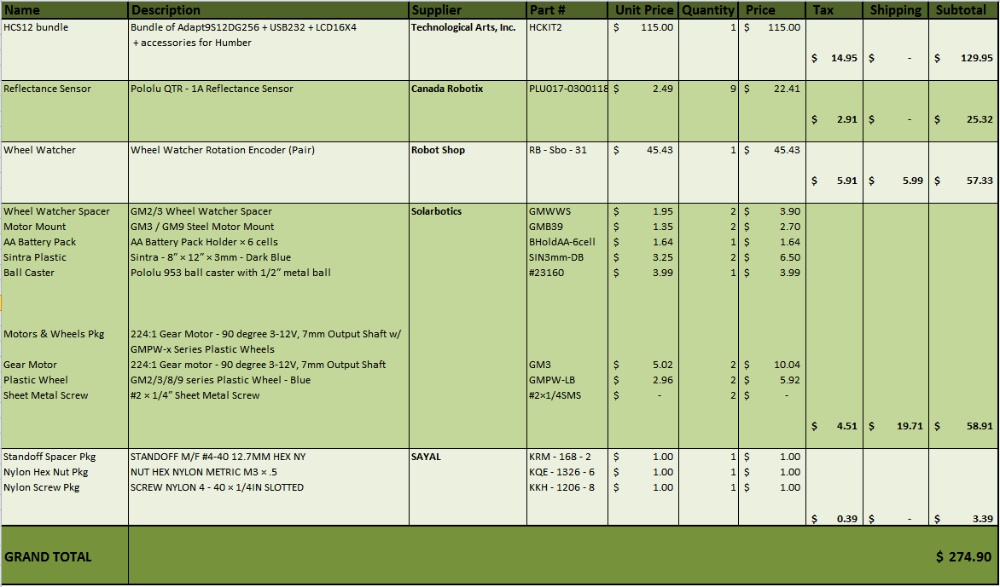 Name Description Supplier Part # Unit Price Quantity Price Tax Shipping Subtotal
HCS12 bundle Bundle of Adapt9S12DG256 + USB232 + LCD16X4 Technological Arts, Inc. HCKIT2 $ 115.00 1 $ 115.00
+ accessories for Humber
$ 14.95 $ - $ 129.95
Reflectance Sensor Pololu QTR - 1A Reflectance Sensor Canada Robotix PLU017-0300118 $ 2.49 9 $ 22.41
$ 2.91 $ - $ 25.32
Wheel Watcher Wheel Watcher Rotation Encoder (Pair) Robot Shop RB - Sbo - 31 $ 45.43 1 $ 45.43
$ 5.91 $ 5.99 $ 57.33
Wheel Watcher Spacer GM2/3 Wheel Watcher Spacer Solarbotics GMWWS $ 1.95 2 $ 3.90
Motor Mount GM3 / GM9 Steel Motor Mount GMB39 $ 1.35 2 $ 2.70
AA Battery Pack AA Battery Pack Holder × 6 cells BHoldAA-6cell $ 1.64 1 $ 1.64
Sintra Plastic Sintra - 8” × 12” × 3mm - Dark Blue SIN3mm-DB $ 3.25 2 $ 6.50
Ball Caster Pololu 953 ball caster with 1/2” metal ball #23160 $ 3.99 1 $ 3.99
Motors & Wheels Pkg 224:1 Gear Motor - 90 degree 3-12V, 7mm Output Shaft w/
GMPW-x Series Plastic Wheels
Gear Motor 224:1 Gear motor - 90 degree 3-12V, 7mm Output Shaft GM3 $ 5.02 2 $ 10.04
Plastic Wheel GM2/3/8/9 series Plastic Wheel - Blue GMPW-LB $ 2.96 2 $ 5.92
Sheet Metal Screw #2 × 1/4” Sheet Metal Screw #2×1/4SMS $ - 2 $ -
$ 4.51 $ 19.71 $ 58.91
Standoff Spacer Pkg STANDOFF M/F #4-40 12.7MM HEX NY SAYAL KRM - 168 - 2 $ 1.00 1 $ 1.00
Nylon Hex Nut Pkg NUT HEX NYLON METRIC M3 × .5 KQE - 1326 - 6 $ 1.00 1 $ 1.00
Nylon Screw Pkg SCREW NYLON 4 - 40 × 1/4IN SLOTTED KKH - 1206 - 8 $ 1.00 1 $ 1.00
$ 0.39 $ - $ 3.39
GRAND TOTAL $ 274.90